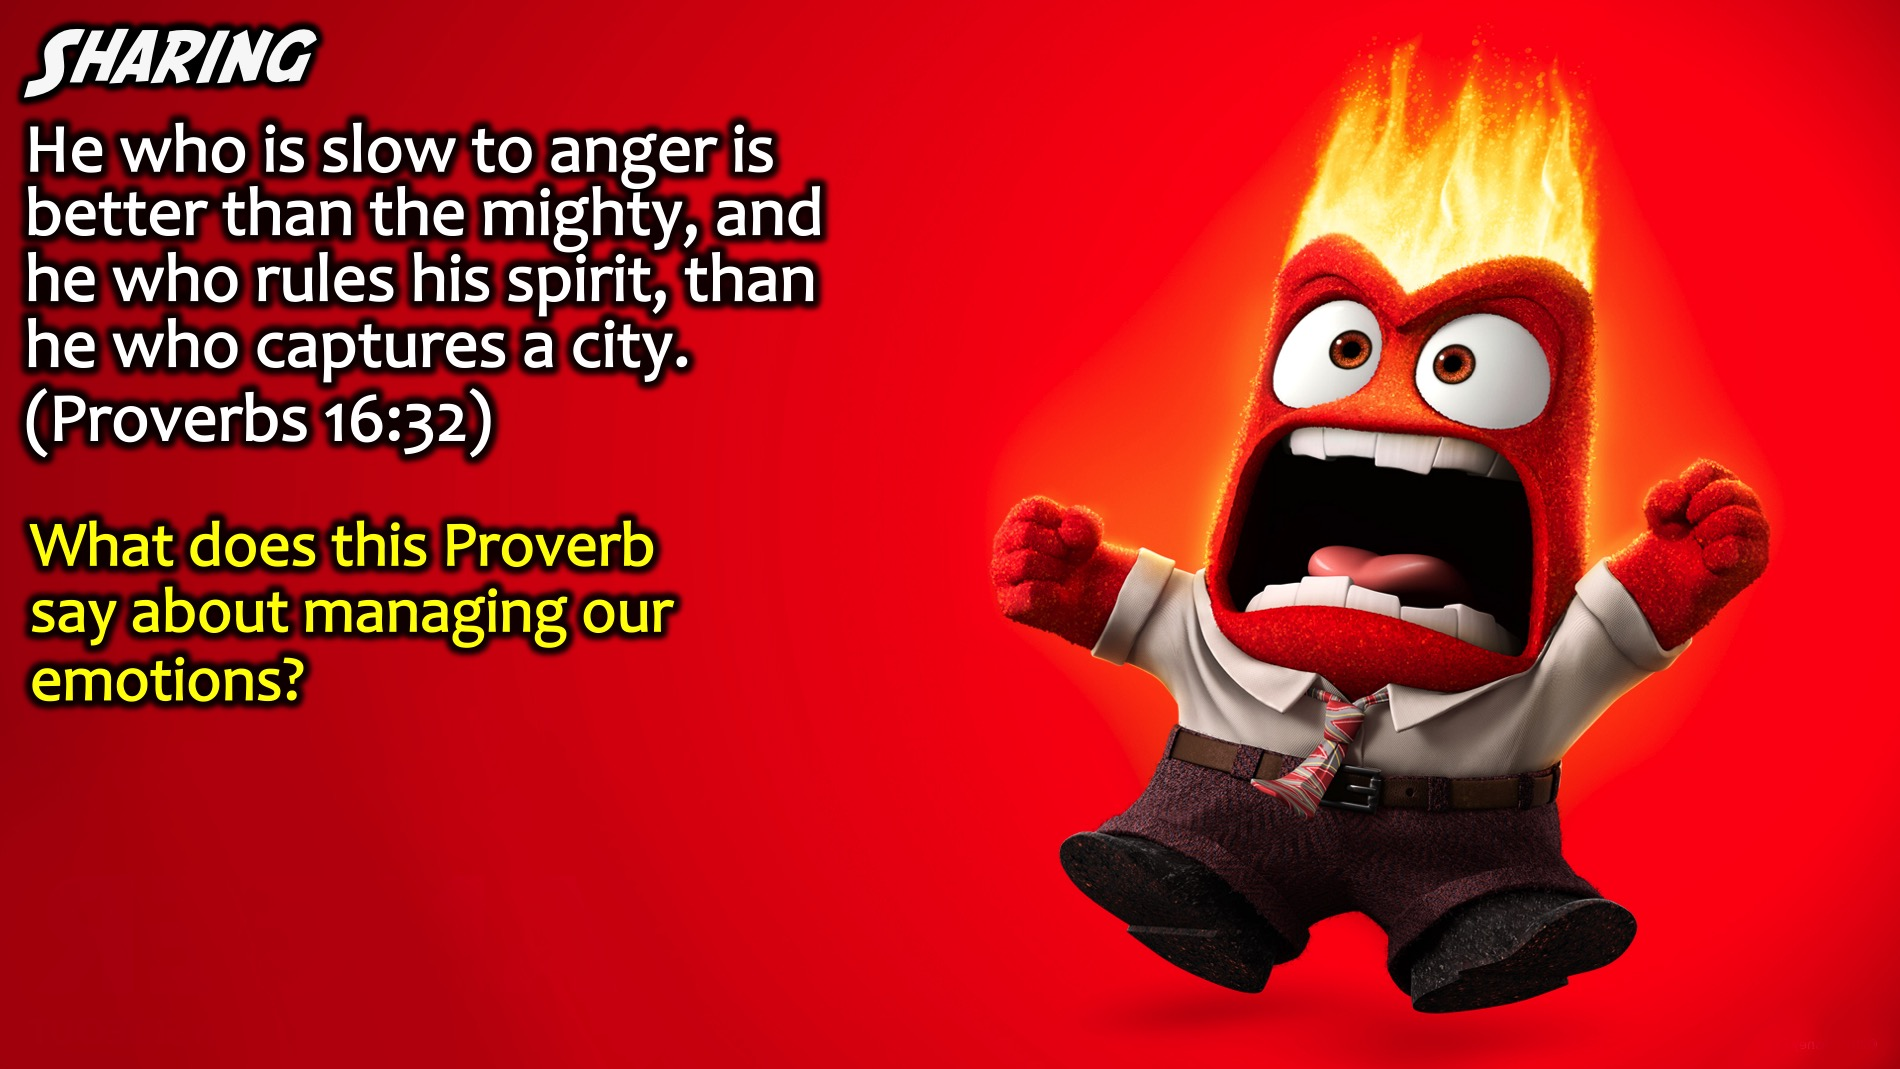 SHARING
He who is slow to anger is
better than the mighty, and
he who rules his spirit, than
he who captures a city.
(Proverbs 16:32)
What does this Proverb
say about managing our
emotions?